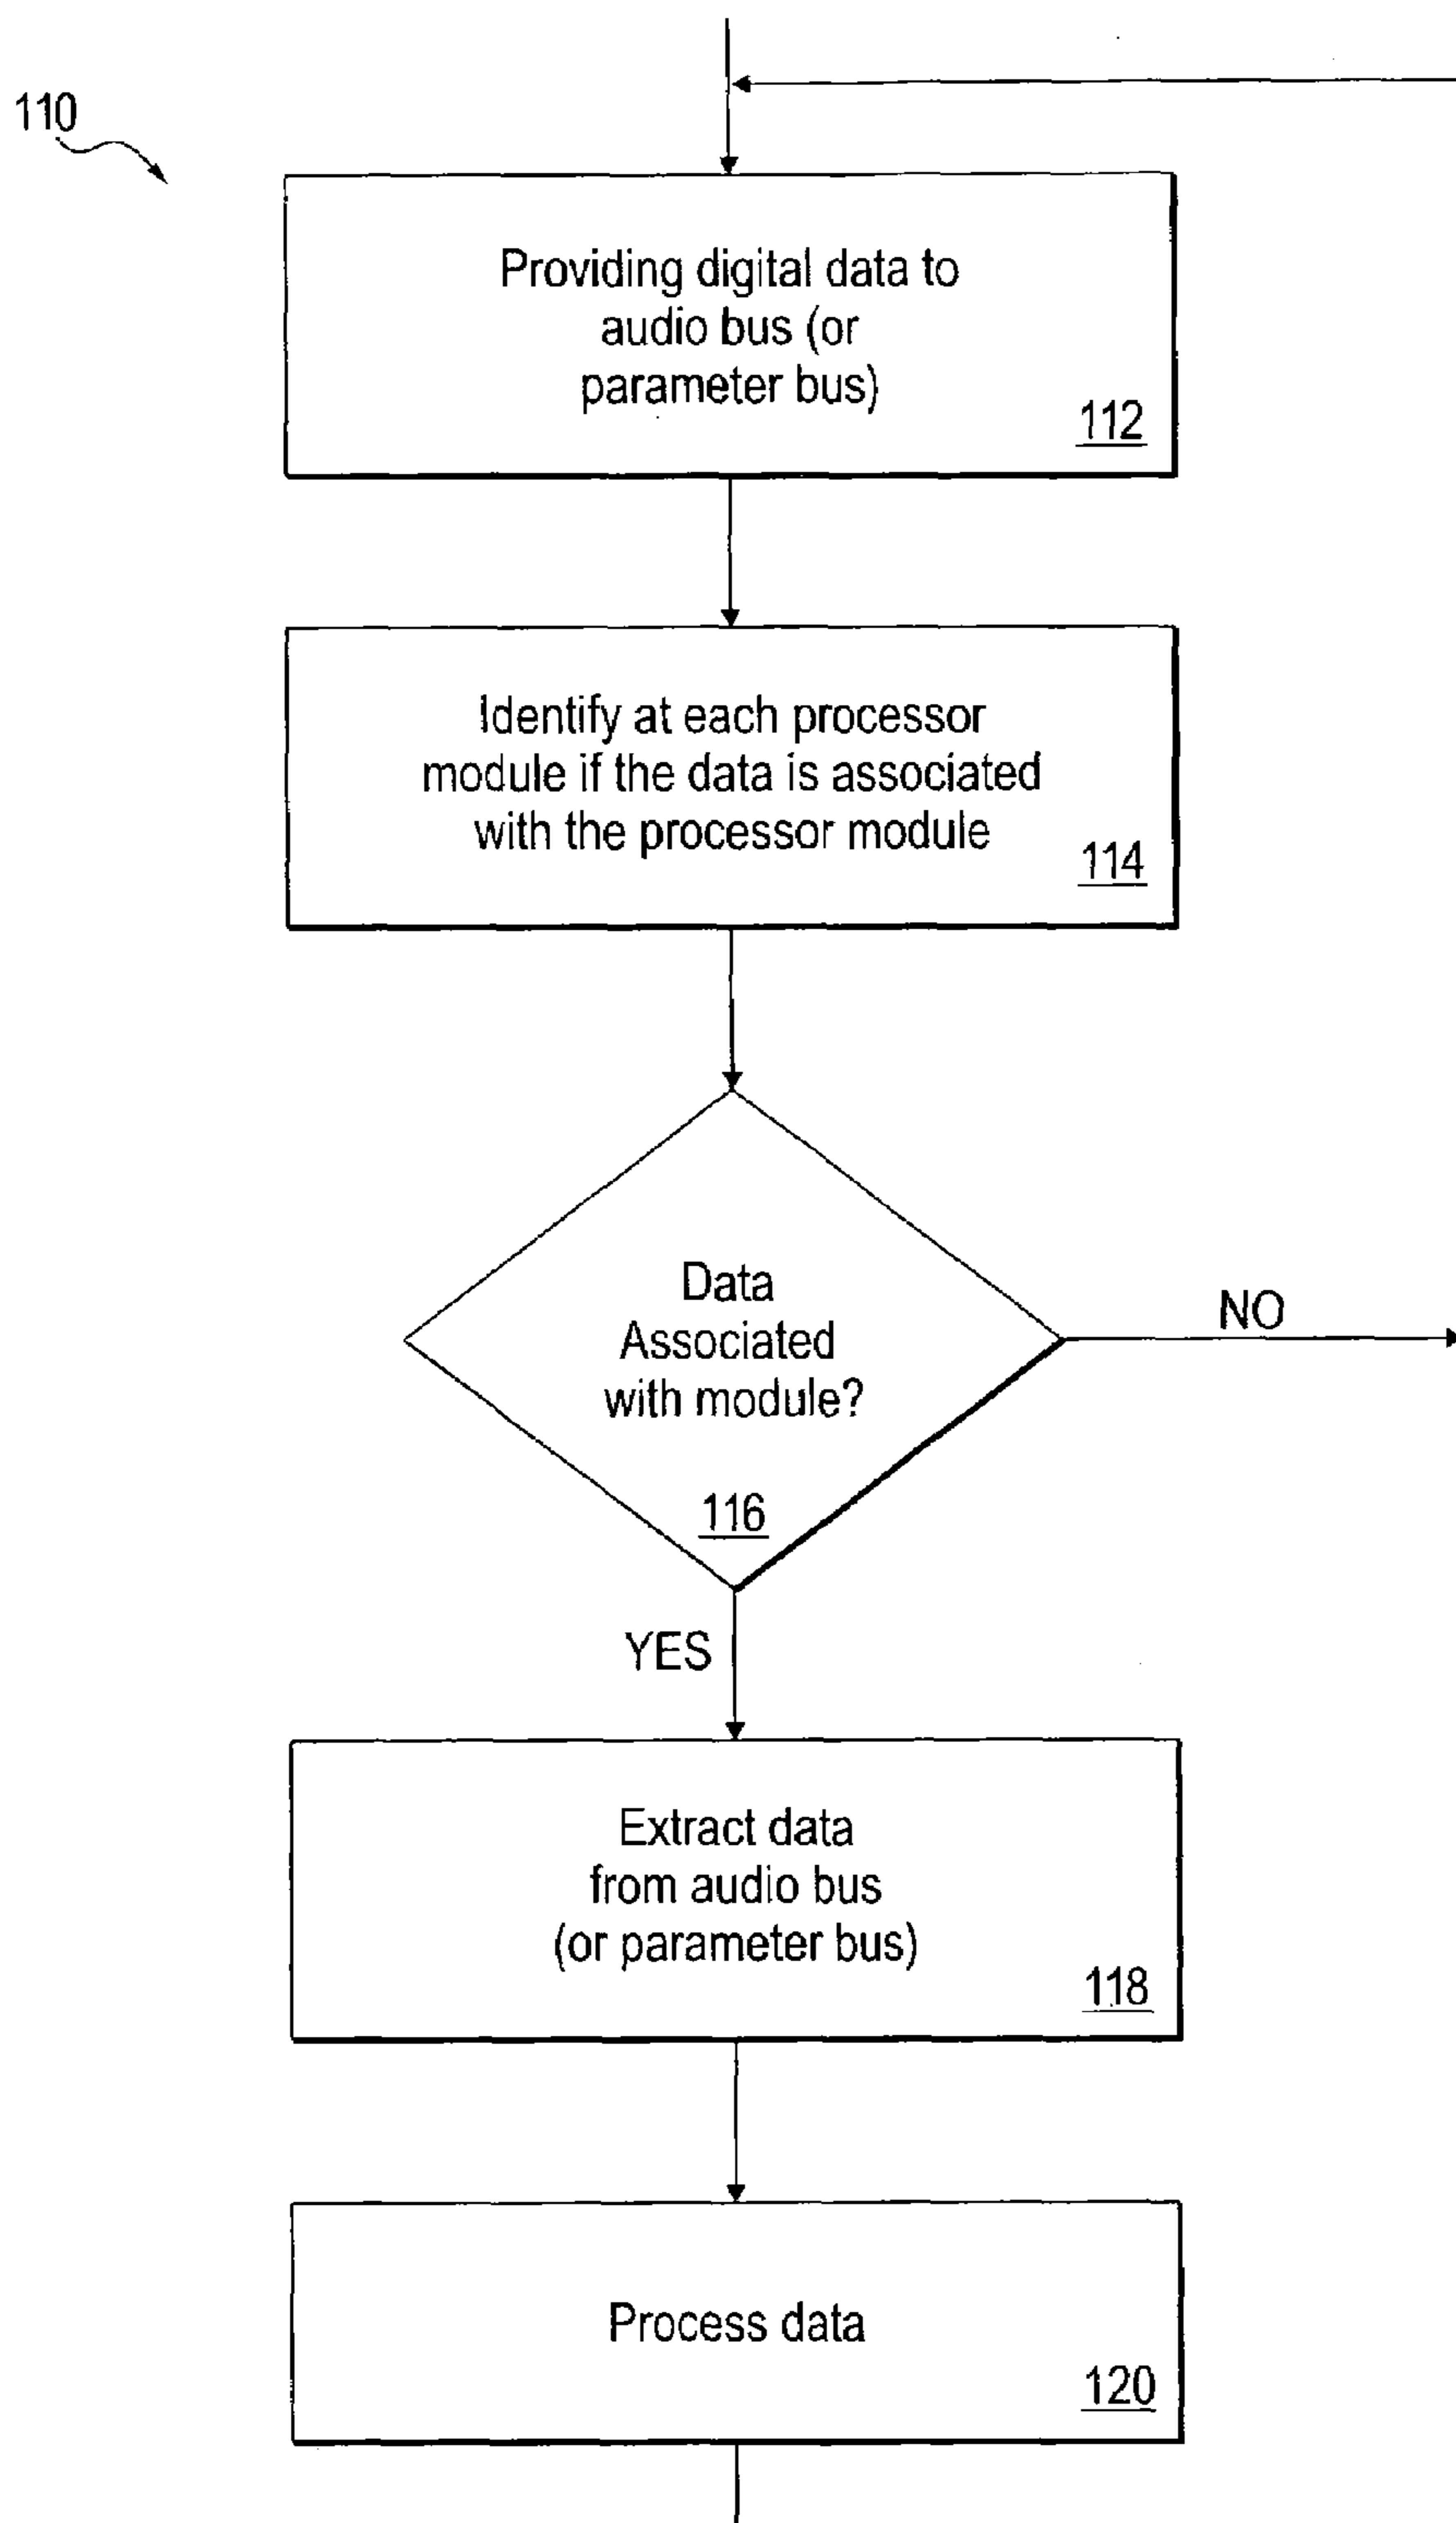 110
Providing digital data to
audio bus (or
parameter bus)
112
Identify at each processor
module if the data is associated
with the processor module
114
Data
Associated
with module?
116
NO
YES
Extract data
from audio bus
(or parameter bus)
118
Process data
120